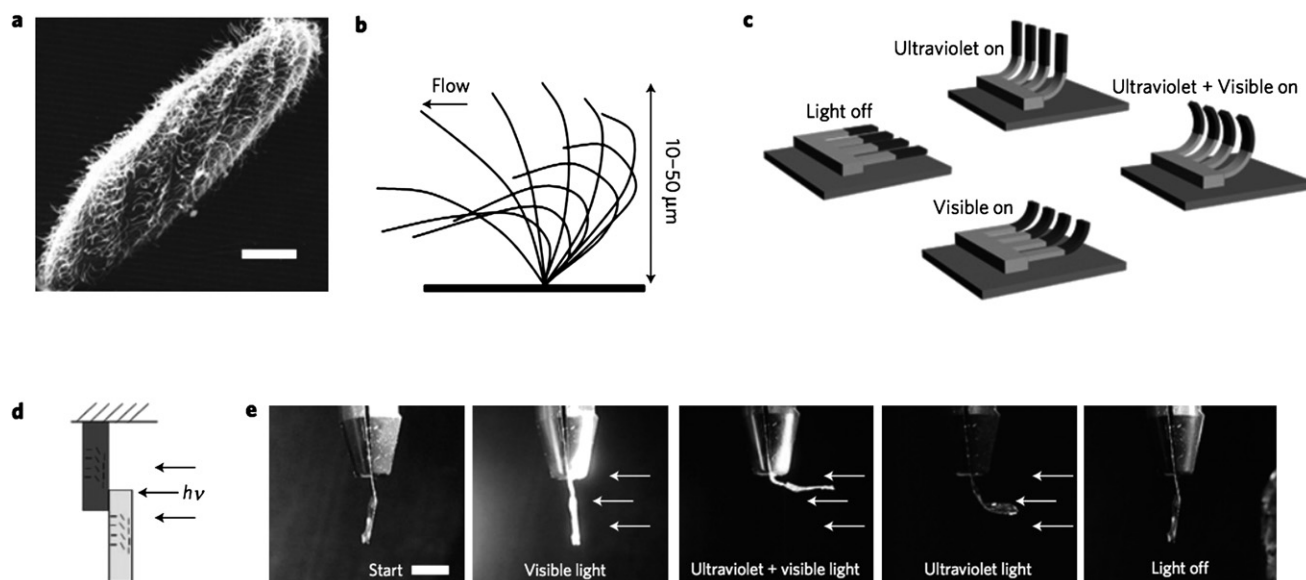 a
b
Flow
10–50 μm
c
Ultraviolet on
Light off
Ultraviolet + Visible on
Visible on
d
hν
e
Start
Visible light
Ultraviolet + visible light
Ultraviolet light
Light off